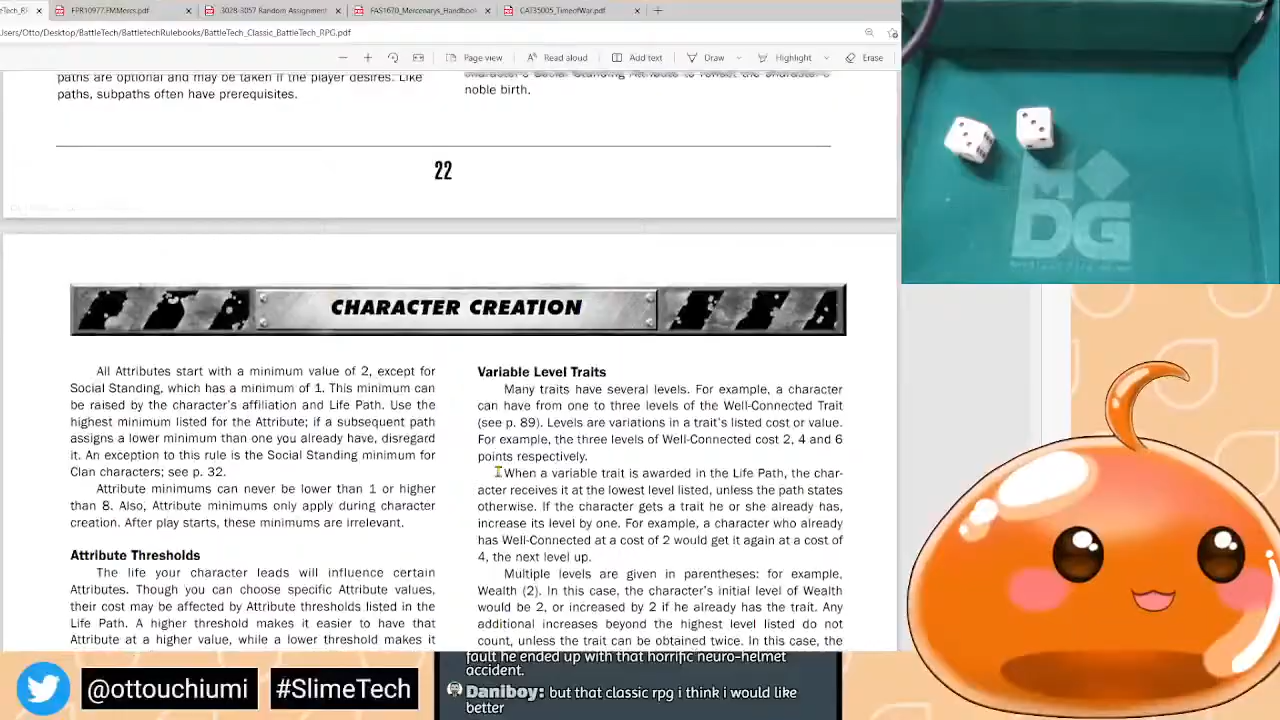 FPR10977.FMMercs.pdf
3028-3057 Random Assignment
FAS1670_Mercenarys_Handbook
CAT35005_TimeofWar.pdf
sers/Otto/Desktop/BattleTech/BattletechRulebooks/BattleTech_Classic_BattleTech_RPG.pdf
Page view
Read aloud
Add text
Draw
Highlight
Erase
paths are optional and may be taken if the player desires. Like
paths, subpaths often have prerequisites.
character's Social Standing Attribute to reflect the character's
noble birth.
22
CHARACTER CREATION
All Attributes start with a minimum value of 2, except for
Social Standing, which has a minimum of 1. This minimum can
be raised by the character's affiliation and Life Path. Use the
highest minimum listed for the Attribute; if a subsequent path
assigns a lower minimum than one you already have, disregard
it. An exception to this rule is the Social Standing minimum for
Clan characters; see p. 32.
Attribute minimums can never be lower than 1 or higher
than 8. Also, Attribute minimums only apply during character
creation. After play starts, these minimums are irrelevant.
Attribute Thresholds
The life your character leads will influence certain
Attributes. Though you can choose specific Attribute values,
their cost may be affected by Attribute thresholds listed in the
Life Path. A higher threshold makes it easier to have that
Attribute at a higher value, while a lower threshold makes it
Variable Level Traits
Many traits have several levels. For example, a character
can have from one to three levels of the Well-Connected Trait
(see p. 89). Levels are variations in a trait's listed cost or value.
For example, the three levels of Well-Connected cost 2, 4 and 6
points respectively.
When a variable trait is awarded in the Life Path, the char-
acter receives it at the lowest level listed, unless the path states
otherwise. If the character gets a trait he or she already has,
increase its level by one. For example, a character who already
has Well-Connected at a cost of 2 would get it again at a cost of
4, the next level up.
Multiple levels are given in parentheses: for example,
Wealth (2). In this case, the character's initial level of Wealth
would be 2, or increased by 2 if he already has the trait. Any
additional increases beyond the highest level listed do not
count, unless the trait can be obtained twice. In this case, the
MDG
@ottouchiumi
#SlimeTech
fault he ended up with that horrific neuro-helmet
accident.
Daniboy: but that classic rpg i think i would like
better